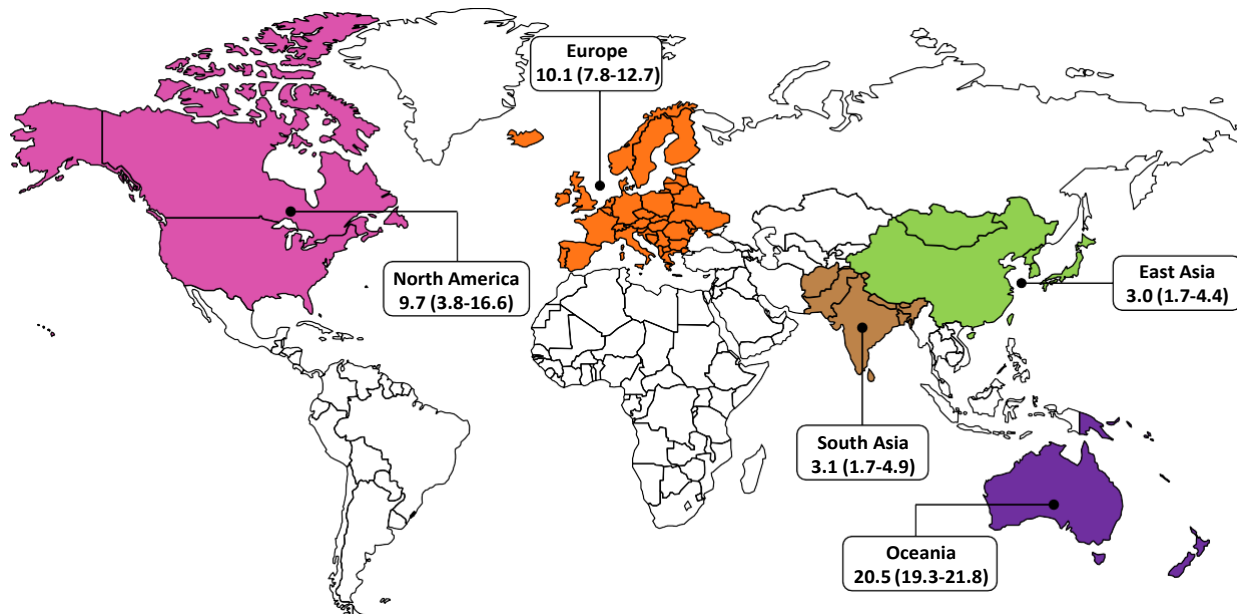 Europe
10.1 (7.8-12.7)
North America
9.7 (3.8-16.6)
East Asia
3.0 (1.7-4.4)
South Asia
3.1 (1.7-4.9)
Oceania
20.5 (19.3-21.8)